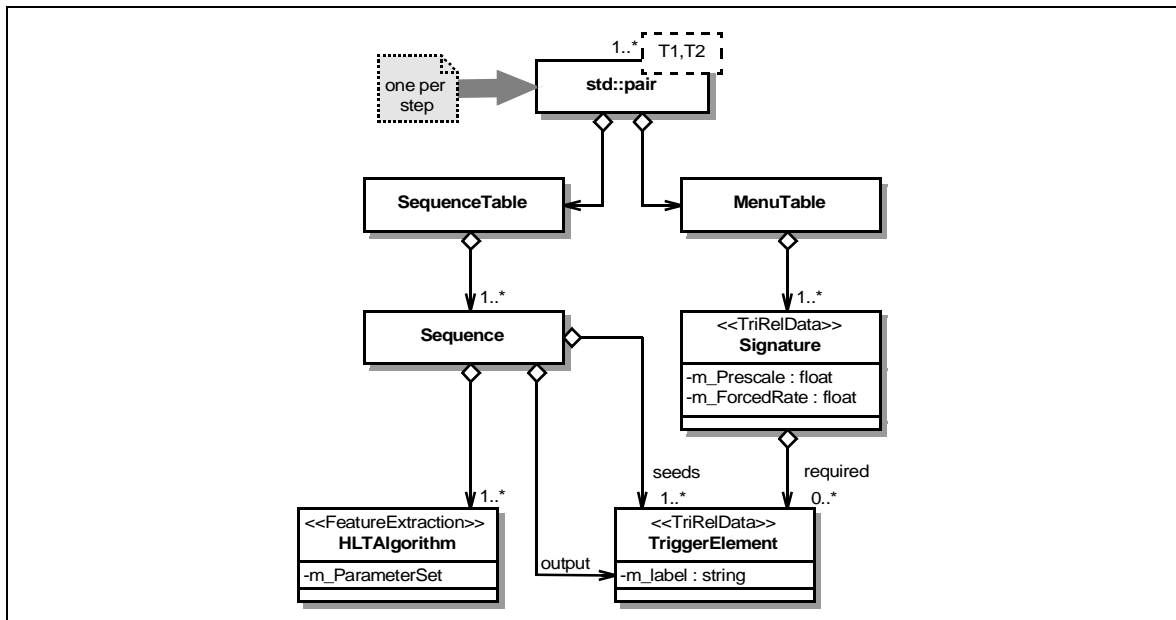 1..*
T1,T2
one per
step
std::pair
SequenceTable
MenuTable
1..*
1..*
Sequence
<<TriRelData>>
Signature
-m_Prescale : float
-m_ForcedRate : float
seeds
required
1..*
1..*
0..*
<<FeatureExtraction>>
HLTAlgorithm
-m_ParameterSet
output
<<TriRelData>>
TriggerElement
-m_label : string